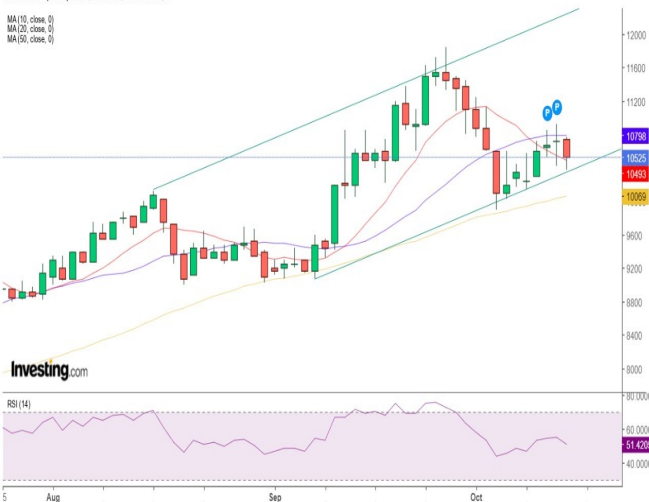 MA (10, close, 0)
MA (20, close, 0)
MA (50, close, 0)
12000
11600
11200
P P
10798
10525
10493
10069
9600
9200
8800
8400
8000
Investing.com
RSI (14)
80.0000
60.0000
51.4205
40.0000
5 Aug Sep Oct